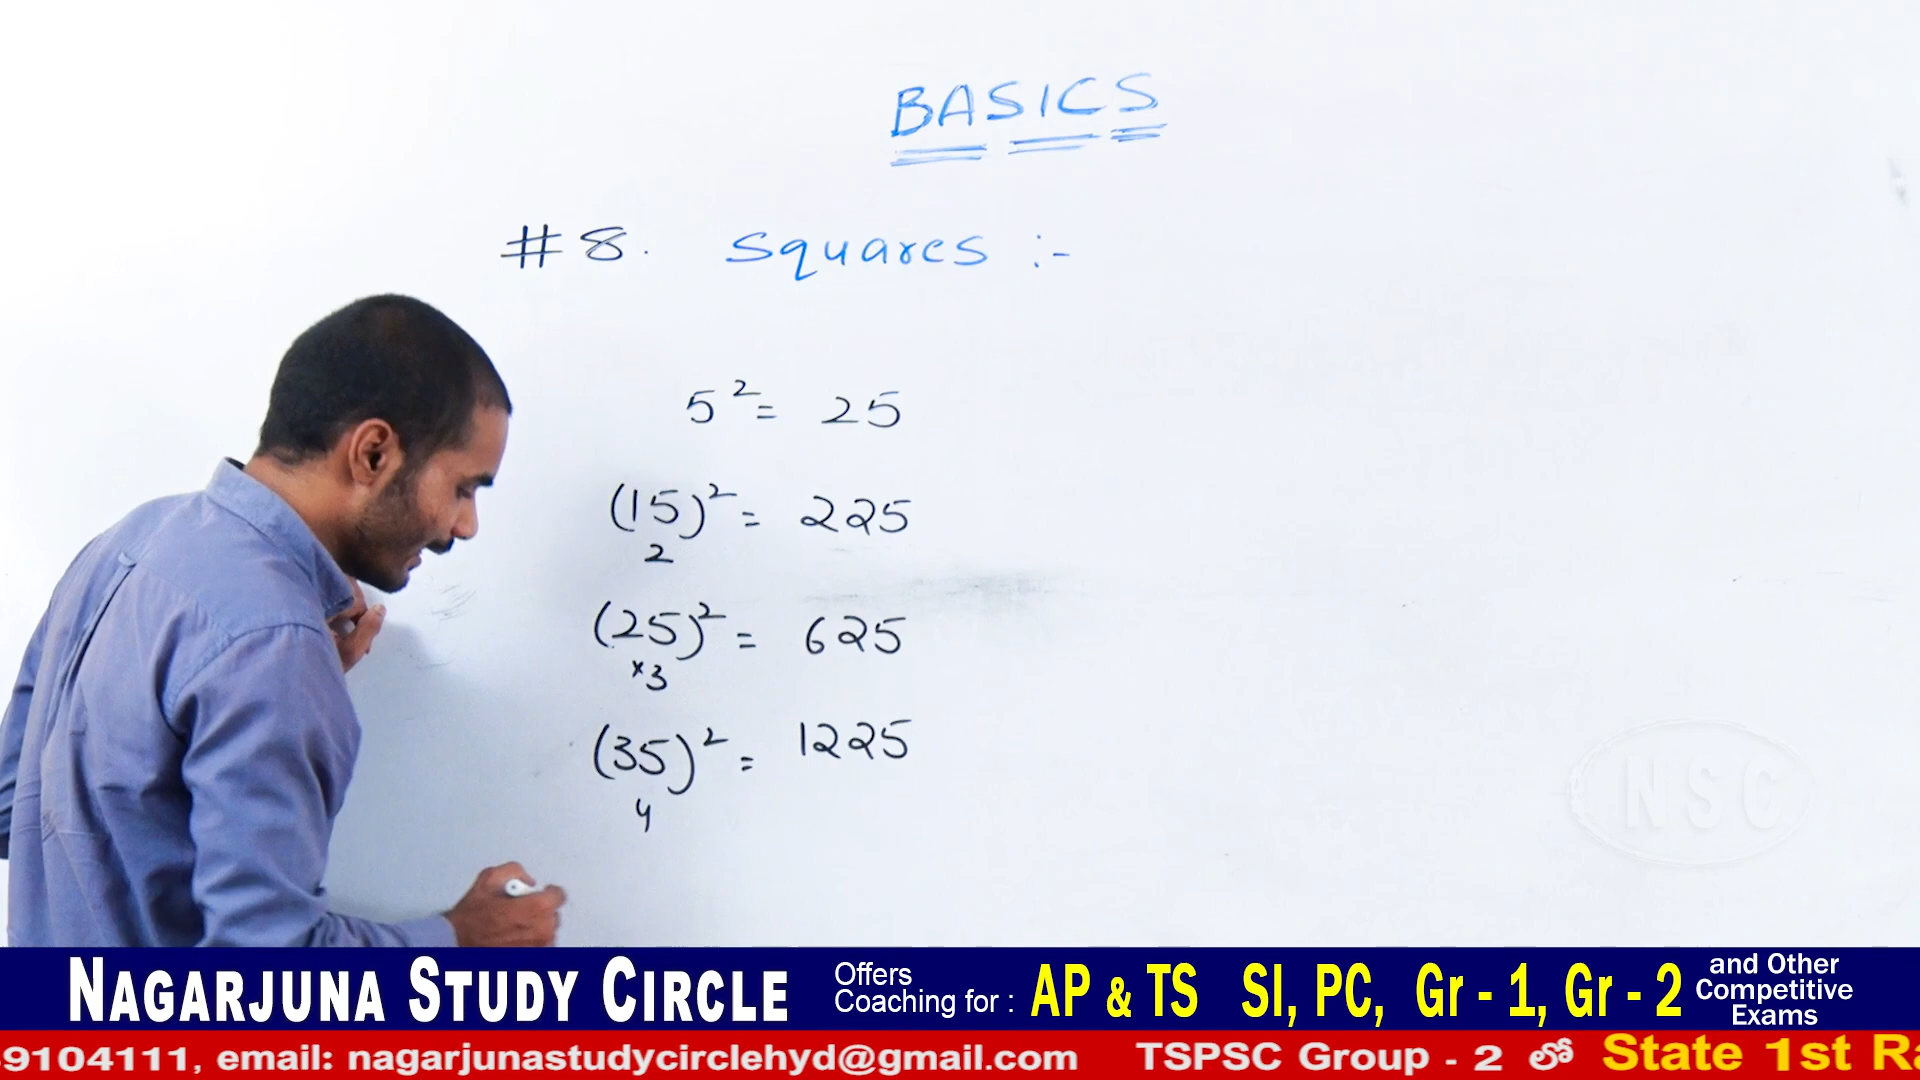 BASICS
#8. Squares :-
5² = 25
(15)² = 225
2
(25)² = 625
×3
(35)² = 1225
4
NSC
NAGARJUNA STUDY CIRCLE
Offers
Coaching for :
AP & TS SI, PC, Gr - 1, Gr - 2
and Other
Competitive
Exams
9104111, email: nagarjunastudycirclehyd@gmail.com TSPSC Group - 2 లో State 1st Ra